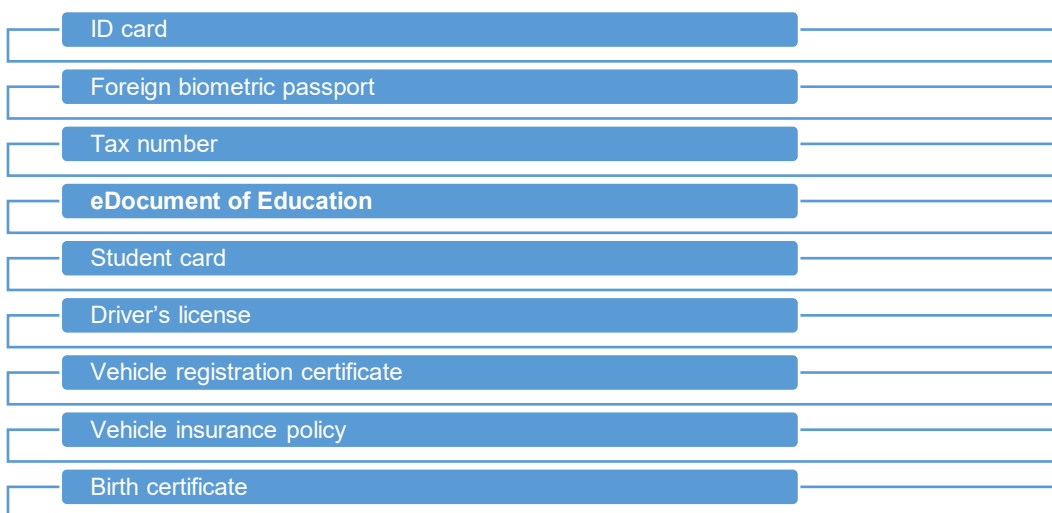 ID card
Foreign biometric passport
Tax number
eDocument of Education
Student card
Driver’s license
Vehicle registration certificate
Vehicle insurance policy
Birth certificate